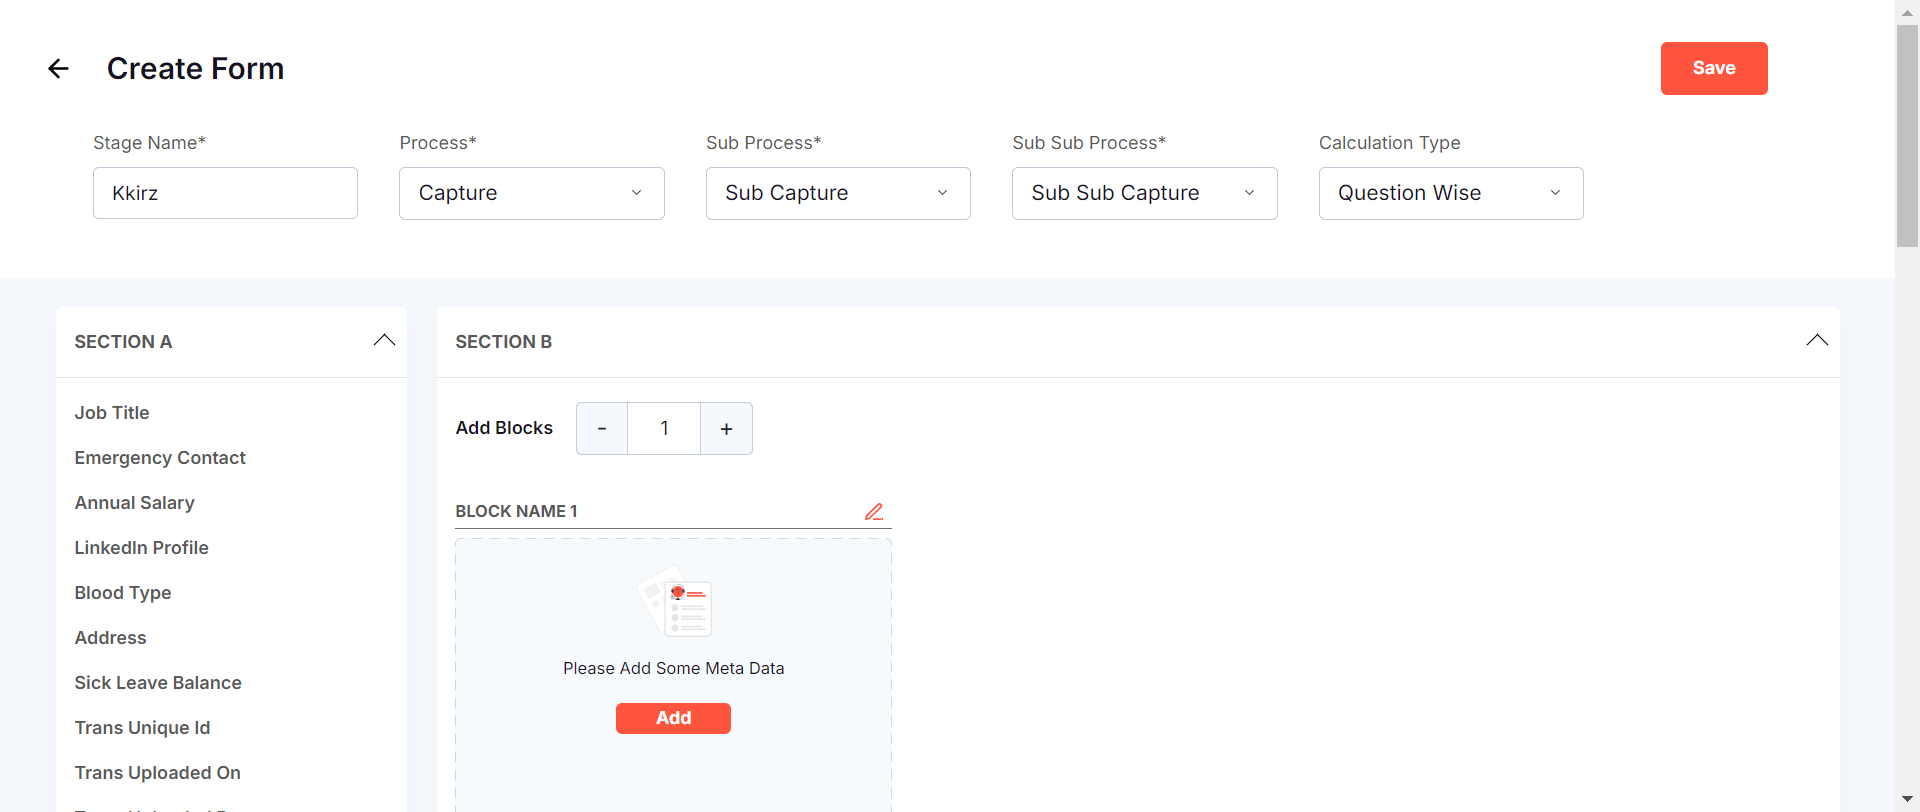 Create Form
Save
Stage Name*
Process*
Sub Process*
Sub Sub Process*
Calculation Type
Kkirz
Capture
Sub Capture
Sub Sub Capture
Question Wise
SECTION A
Job Title
Emergency Contact
Annual Salary
LinkedIn Profile
Blood Type
Address
Sick Leave Balance
Trans Unique Id
Trans Uploaded On
SECTION B
Add Blocks
- 1 +
BLOCK NAME 1
Please Add Some Meta Data
Add